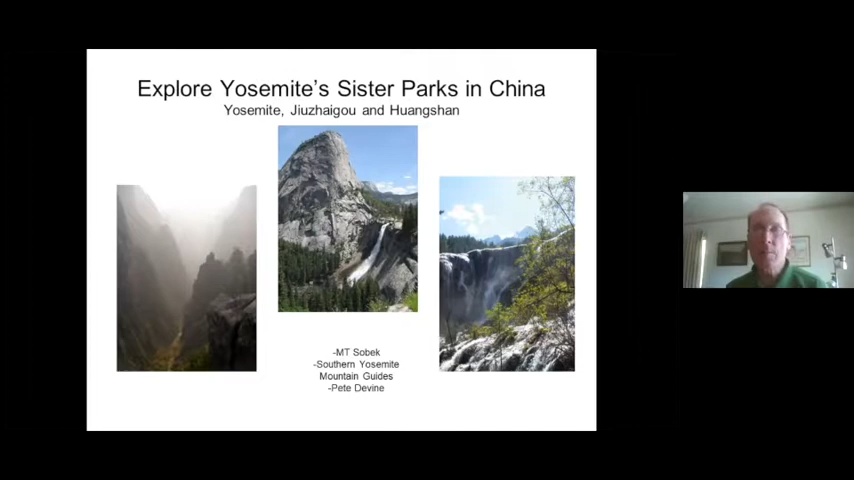 Explore Yosemite's Sister Parks in China
Yosemite, Jiuzhaigou and Huangshan
-MT Sobek
-Southern Yosemite
Mountain Guides
-Pete Devine